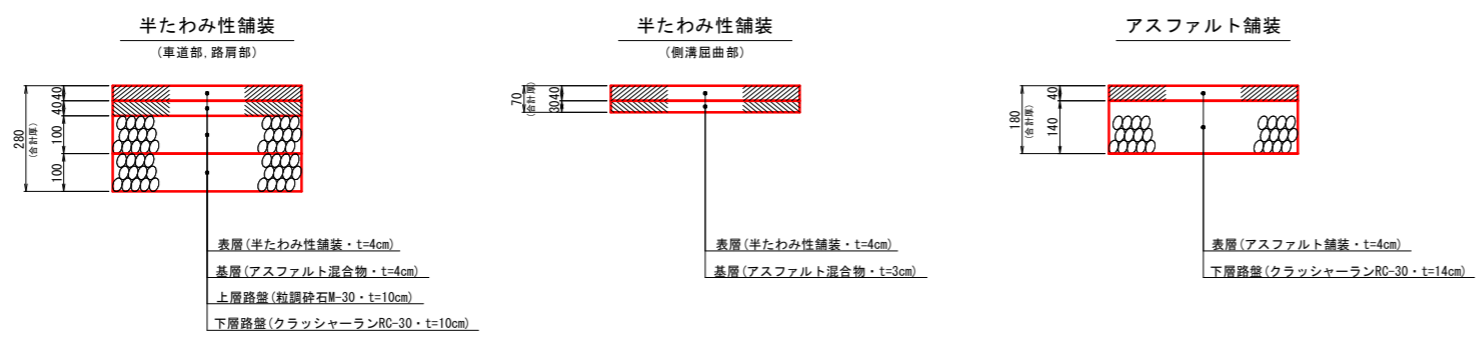 半たわみ性舗装
(車道部,路肩部)
40
40
100
100
280
(合計厚)
表層(半たわみ性舗装・t=4cm)
基層(アスファルト混合物・t=4cm)
上層路盤(粒調砕石M-30・t=10cm)
下層路盤(クラッシャーランRC-30・t=10cm)
半たわみ性舗装
(側溝屈曲部)
40
30
70
(合計厚)
表層(半たわみ性舗装・t=4cm)
基層(アスファルト混合物・t=3cm)
アスファルト舗装
40
140
180
(合計厚)
表層(アスファルト舗装・t=4cm)
下層路盤(クラッシャーランRC-30・t=14cm)